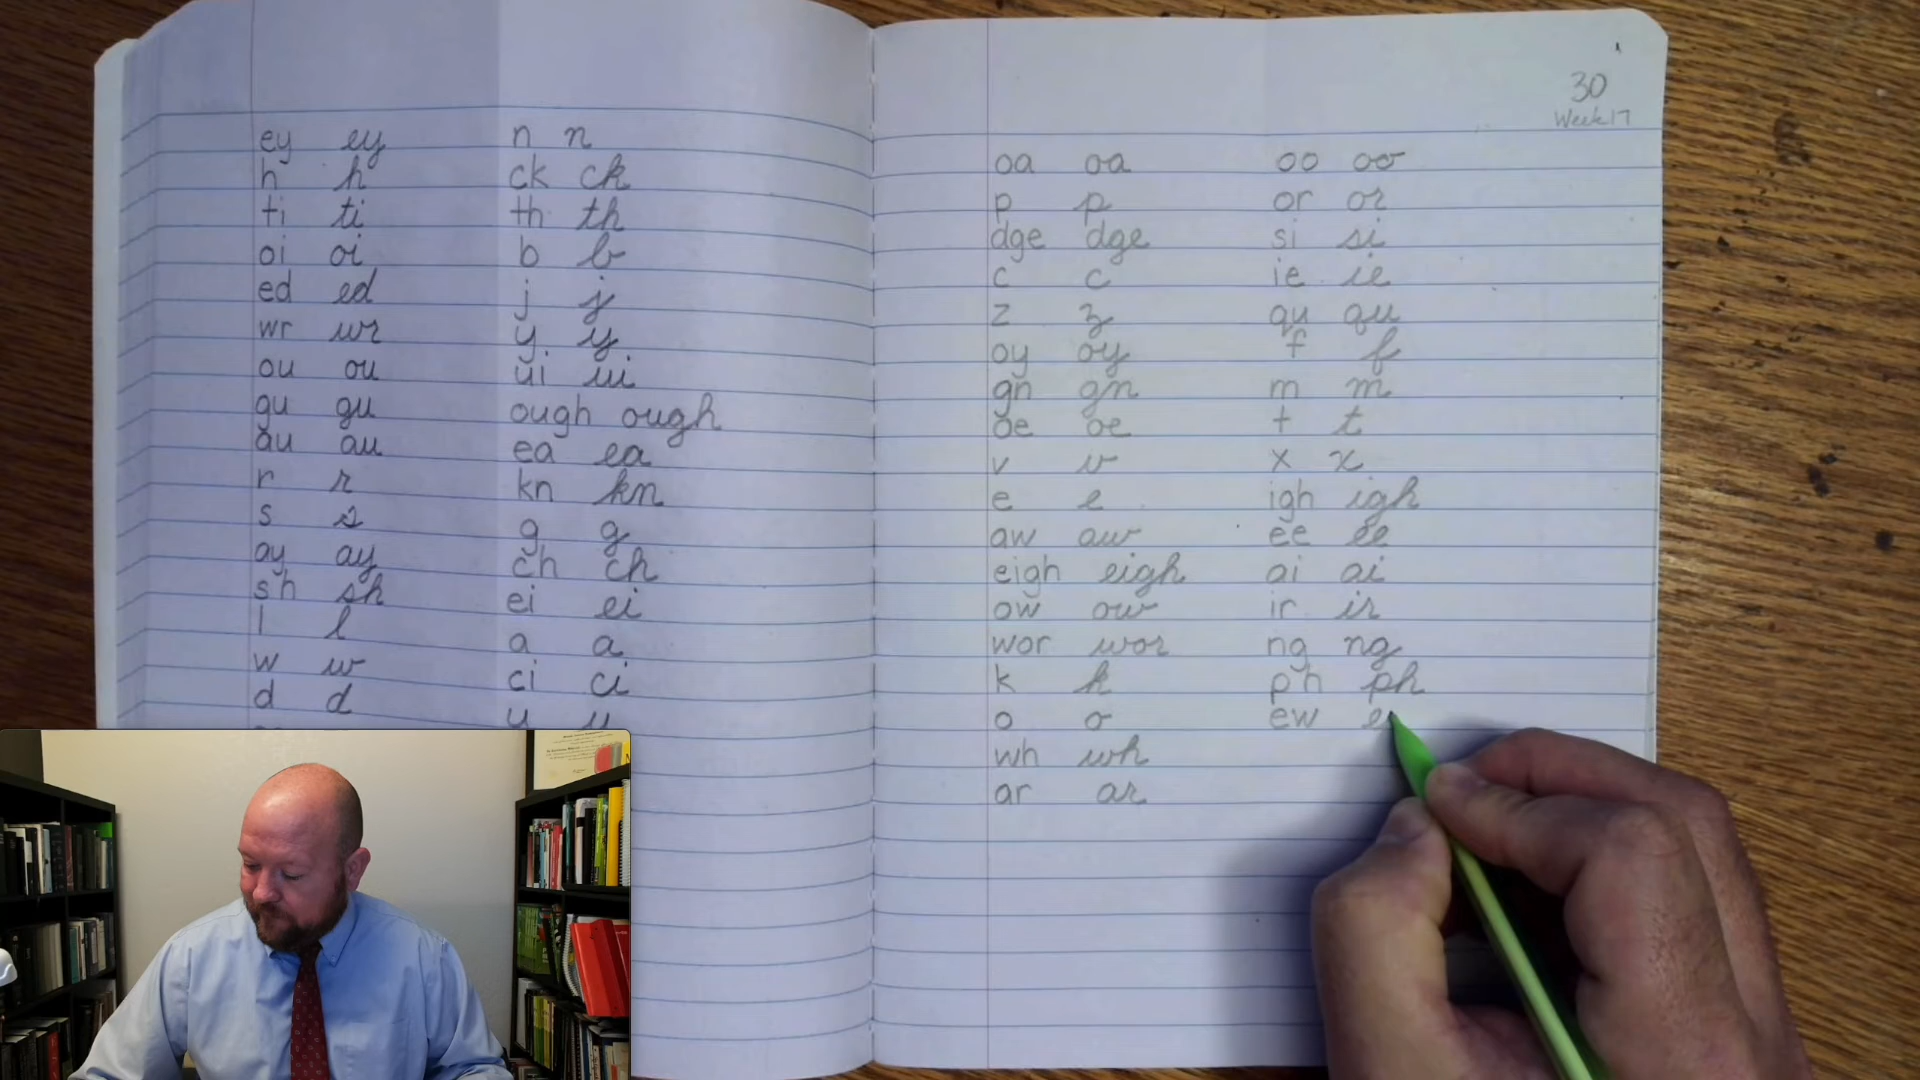 ey ey n n
h h ck ck
ti ti th th
oi oi b b
ed ed j j
wr wr y y
ou ou ui ui
gu gu ough ough
au au ea ea
r r kn kn
s s g g
ay ay ch ch
sh sh ei ei
l l a a
w w ci ci
d d u u
30
Week 17
oa oa oo oo
p p or or
dge dge si si
c c ie ie
z z qu qu
oy oy f f
gn gn m m
oe oe t t
v v x x
e e igh igh
aw aw ee ee
eigh eigh ai ai
ow ow ir ir
wor wor ng ng
k k ph ph
o o ew e
wh wh
ar ar